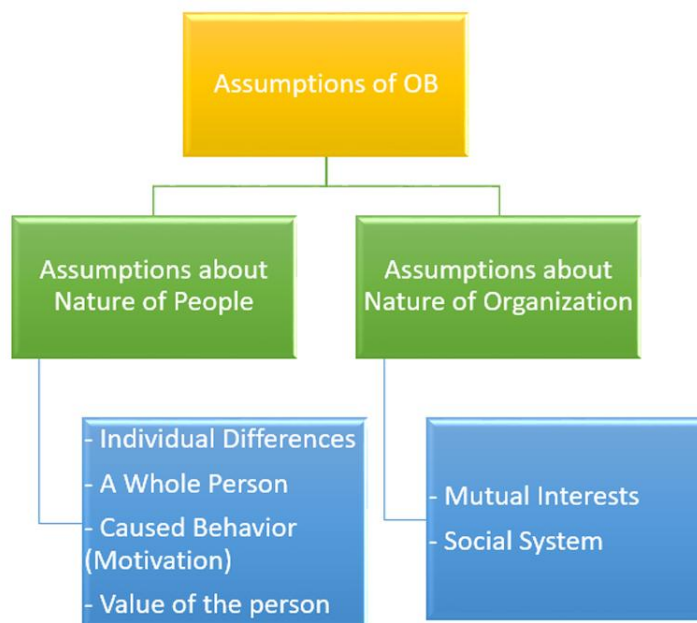 Assumptions of OB
Assumptions about
Nature of People
Assumptions about
Nature of Organization
- Individual Differences
- A Whole Person
- Caused Behavior
(Motivation)
- Value of the person
- Mutual Interests
- Social System